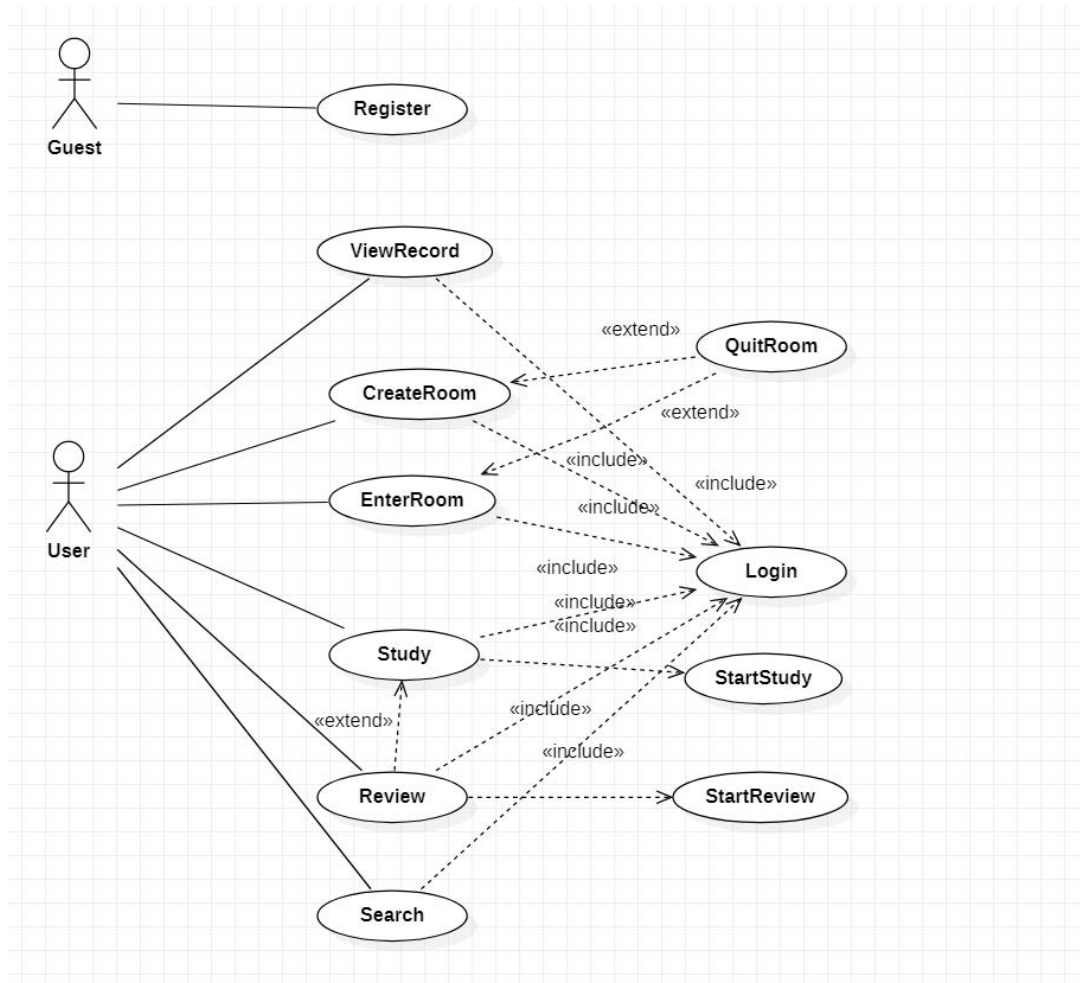 Register
Guest
ViewRecord
«extend»
QuitRoom
CreateRoom
«extend»
«include»
«include»
EnterRoom
«include»
User
«include»
Login
«include»
«include»
Study
StartStudy
«include»
«extend»
«include»
Review
StartReview
Search